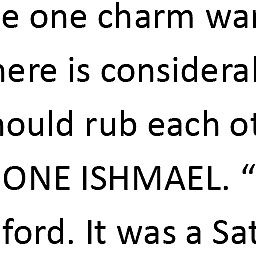 e one charm wa
here is considera
hould rub each ot
ONE ISHMAEL. “
ford. It was a Sat